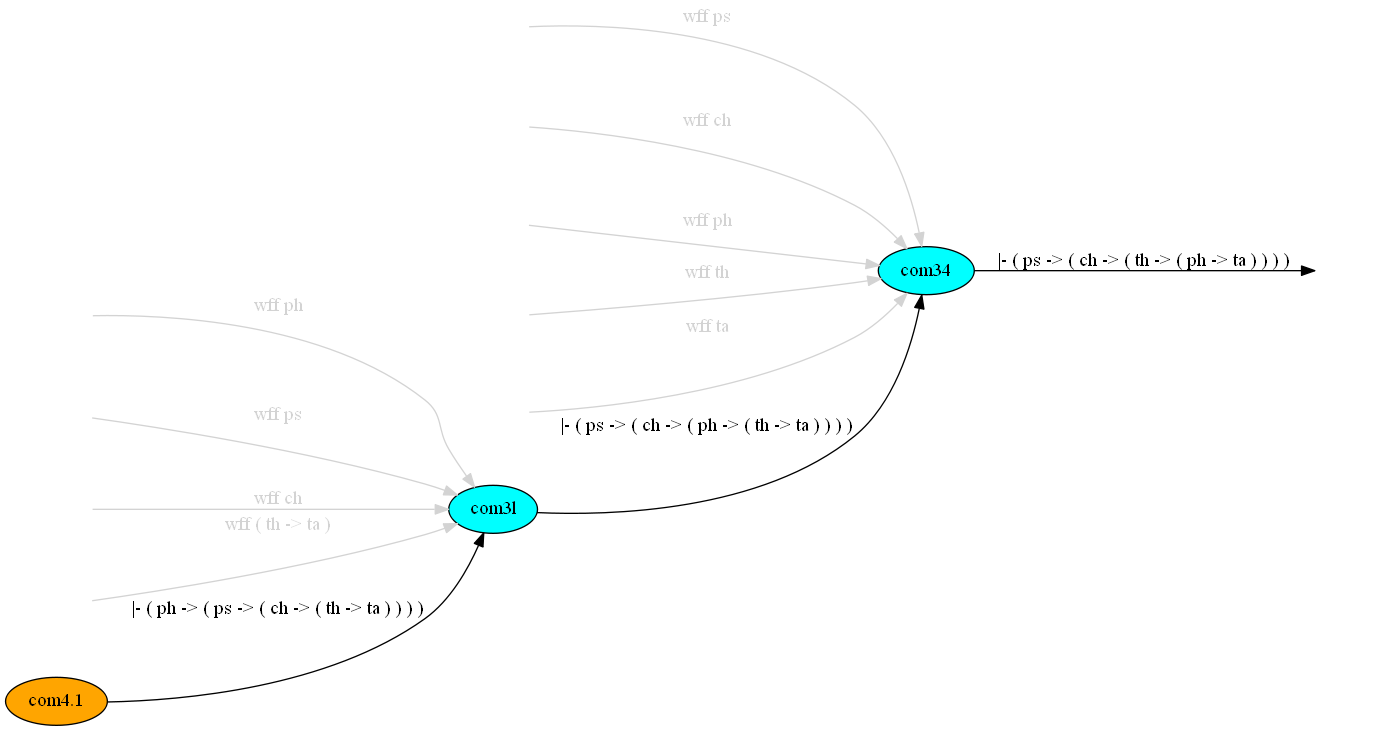 wff ps
wff ch
wff ph
wff th
wff ta
com34
|- ( ps -> ( ch -> ( th -> ( ph -> ta ) ) ) )
|- ( ps -> ( ch -> ( ph -> ( th -> ta ) ) ) )
wff ph
wff ps
wff ch
wff ( th -> ta )
com3l
|- ( ph -> ( ps -> ( ch -> ( th -> ta ) ) ) )
com4.1